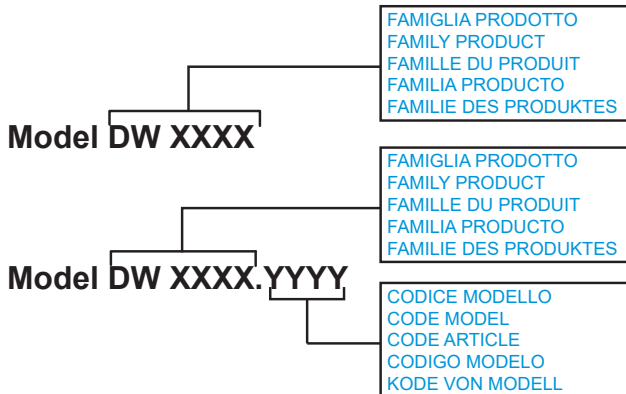 FAMIGLIA PRODOTTO
FAMILY PRODUCT
FAMILLE DU PRODUIT
FAMILIA PRODUCTO
FAMILIE DES PRODUKTES
Model DW XXXX
FAMIGLIA PRODOTTO
FAMILY PRODUCT
FAMILLE DU PRODUIT
FAMILIA PRODUCTO
FAMILIE DES PRODUKTES
Model DW XXXX.YYYY
CODICE MODELLO
CODE MODEL
CODE ARTICLE
CODIGO MODELO
KODE VON MODELL